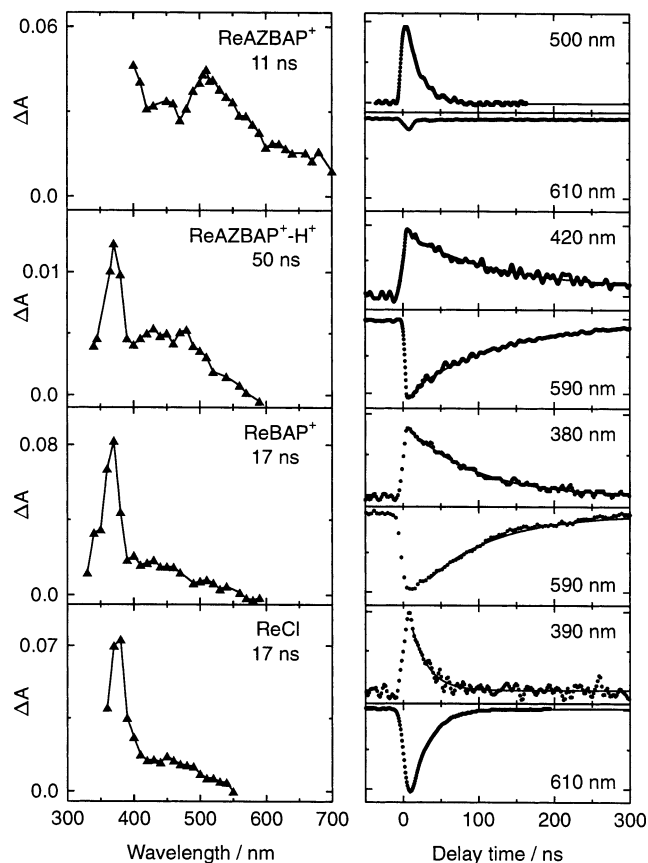 0.06
ΔA
0.0
ReAZBAP⁺
11 ns
500 nm
610 nm
0.01
ΔA
0.0
ReAZBAP⁺-H⁺
50 ns
420 nm
590 nm
0.08
ΔA
0.0
ReBAP⁺
17 ns
380 nm
590 nm
0.07
ΔA
0.0
ReCl
17 ns
390 nm
610 nm
300 400 500 600 700
Wavelength / nm
0 100 200 300
Delay time / ns